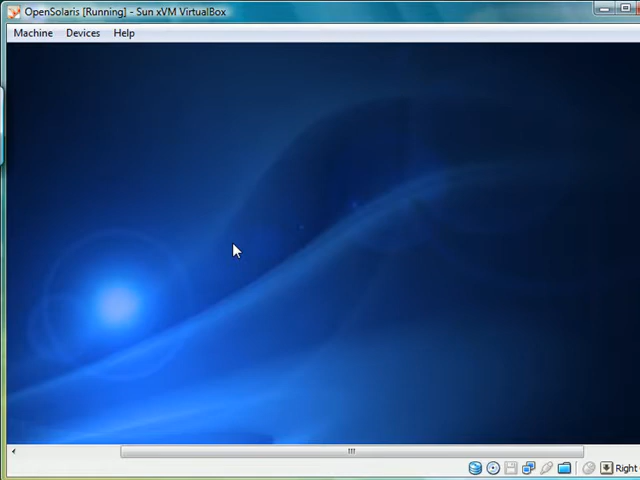 OpenSolaris [Running] - Sun xVM VirtualBox
Machine Devices Help
Right